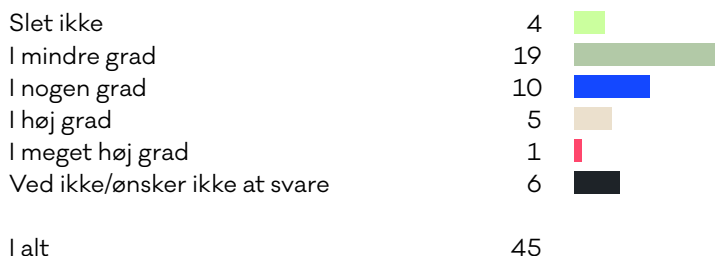 Slet ikke 4
I mindre grad 19
I nogen grad 10
I høj grad 5
I meget høj grad 1
Ved ikke/ønsker ikke at svare 6
I alt 45